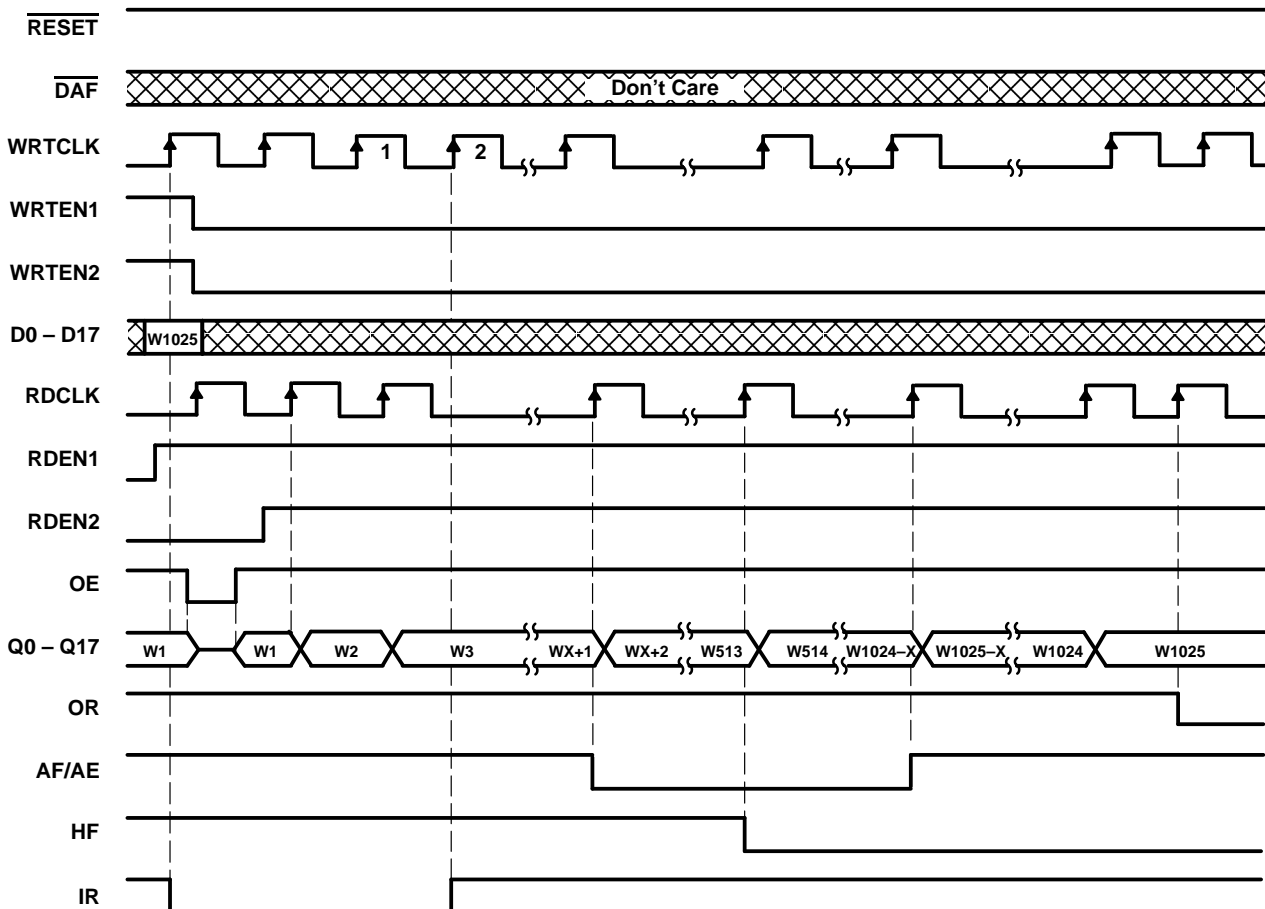 RESET
DAF
Don't Care
WRTCLK
1 2
WRTEN1
WRTEN2
D0 – D17 W1025
RDCLK
RDEN1
RDEN2
OE
Q0 – Q17 W1 W1 W2 W3 WX+1 WX+2 W513 W514 W1024–X W1025–X W1024 W1025
OR
AF/AE
HF
IR